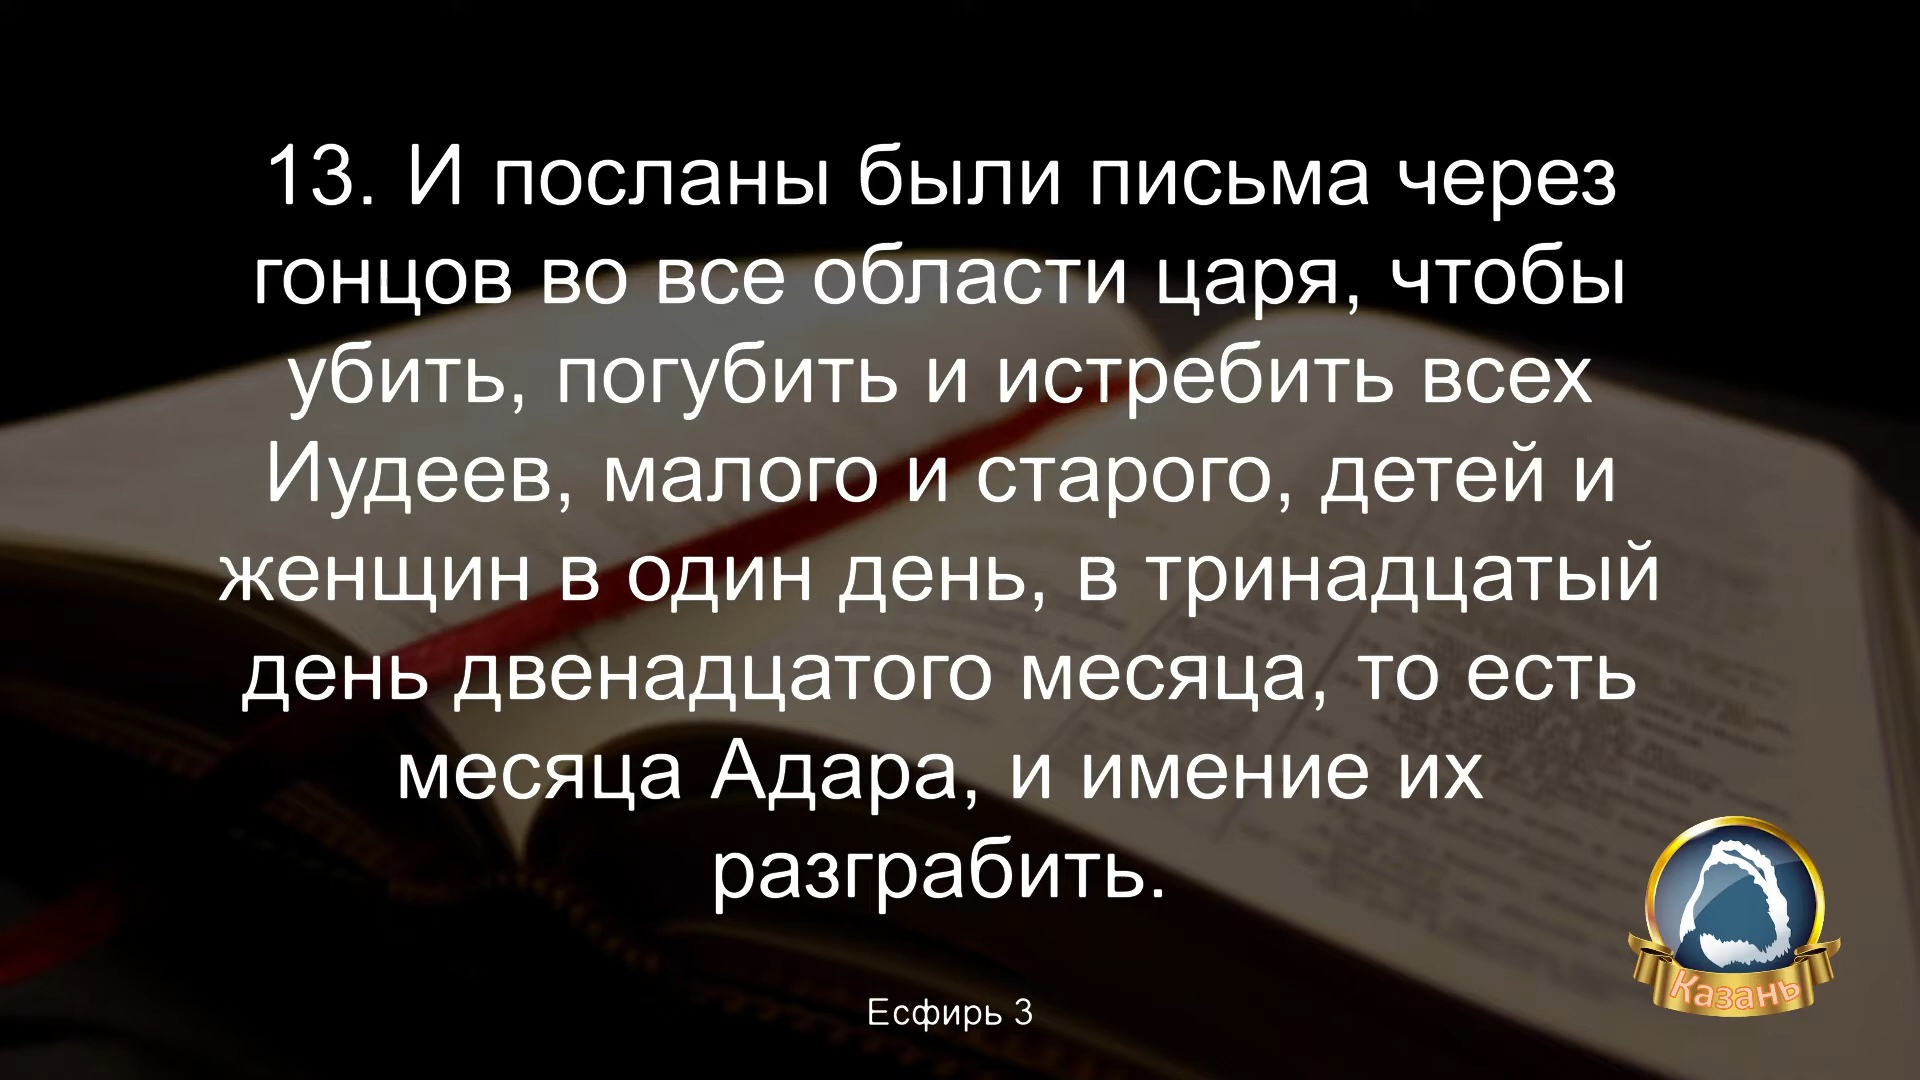 13. И посланы были письма через
гонцов во все области царя, чтобы
убить, погубить и истребить всех
Иудеев, малого и старого, детей и
женщин в один день, в тринадцатый
день двенадцатого месяца, то есть
месяца Адара, и имение их
разграбить.
Казань
Есфирь 3